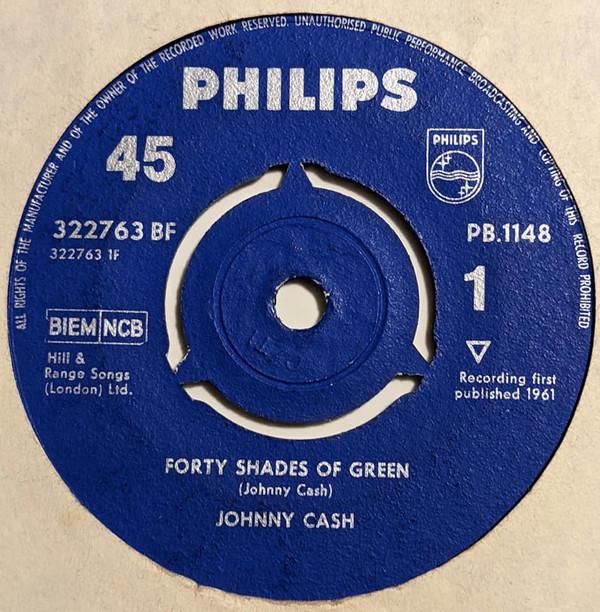 ALL RIGHTS OF THE MANUFACTURER AND OF THE OWNER OF THE RECORDED WORK RESERVED. UNAUTHORISED PUBLIC PERFORMANCE, BROADCASTING AND COPYING OF THIS RECORD PROHIBITED
PHILIPS
45
PHILIPS
322763 BF
322763 1F
PB.1148
1
BIEM NCB
Hill &
Range Songs
(London) Ltd.
Recording first
published 1961
FORTY SHADES OF GREEN
(Johnny Cash)
JOHNNY CASH